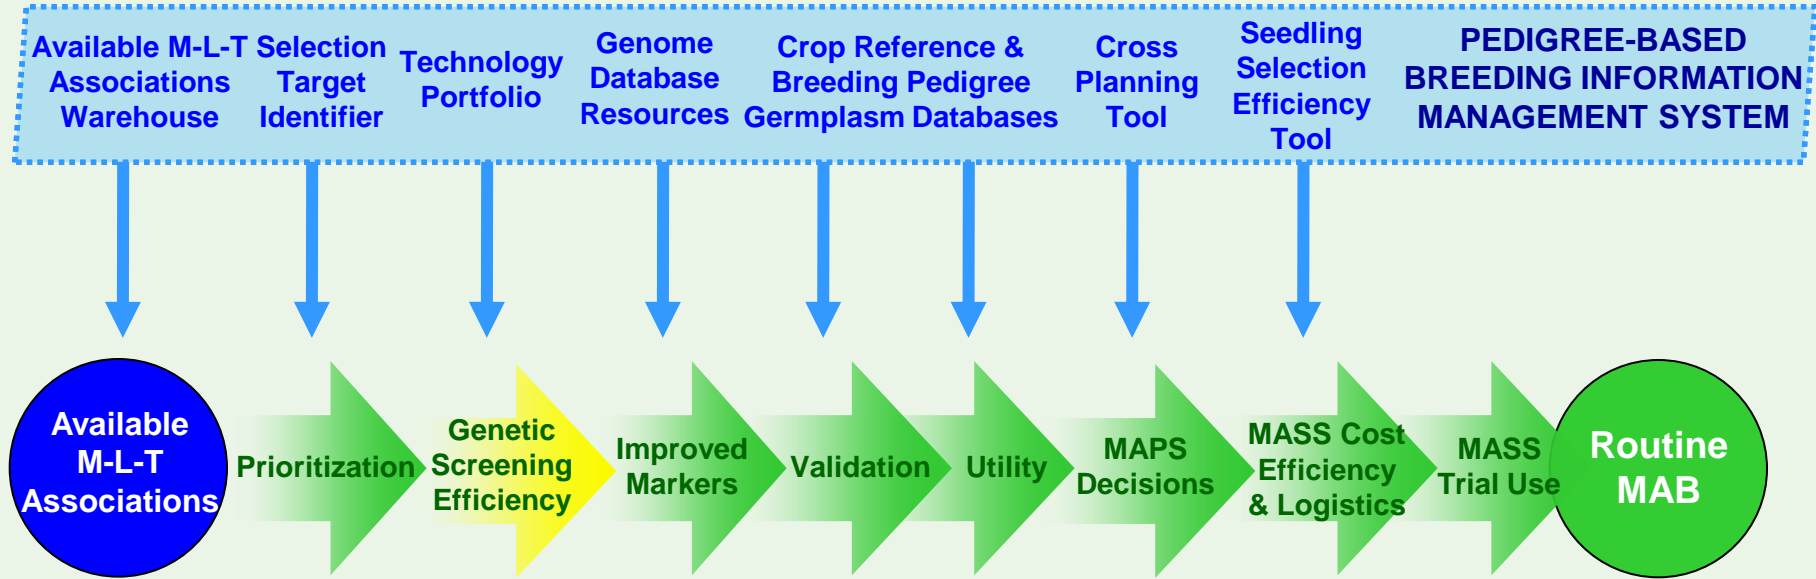 Available M-L-T
Associations
Warehouse
Selection
Target
Identifier
Technology
Portfolio
Genome
Database
Resources
Crop Reference &
Breeding Pedigree
Germplasm Databases
Cross
Planning
Tool
Seedling
Selection
Efficiency
Tool
PEDIGREE-BASED
BREEDING INFORMATION
MANAGEMENT SYSTEM
Available
M-L-T
Associations
Prioritization
Genetic
Screening
Efficiency
Improved
Markers
Validation
Utility
MAPS
Decisions
MASS Cost
Efficiency
& Logistics
MASS
Trial Use
Routine
MAB